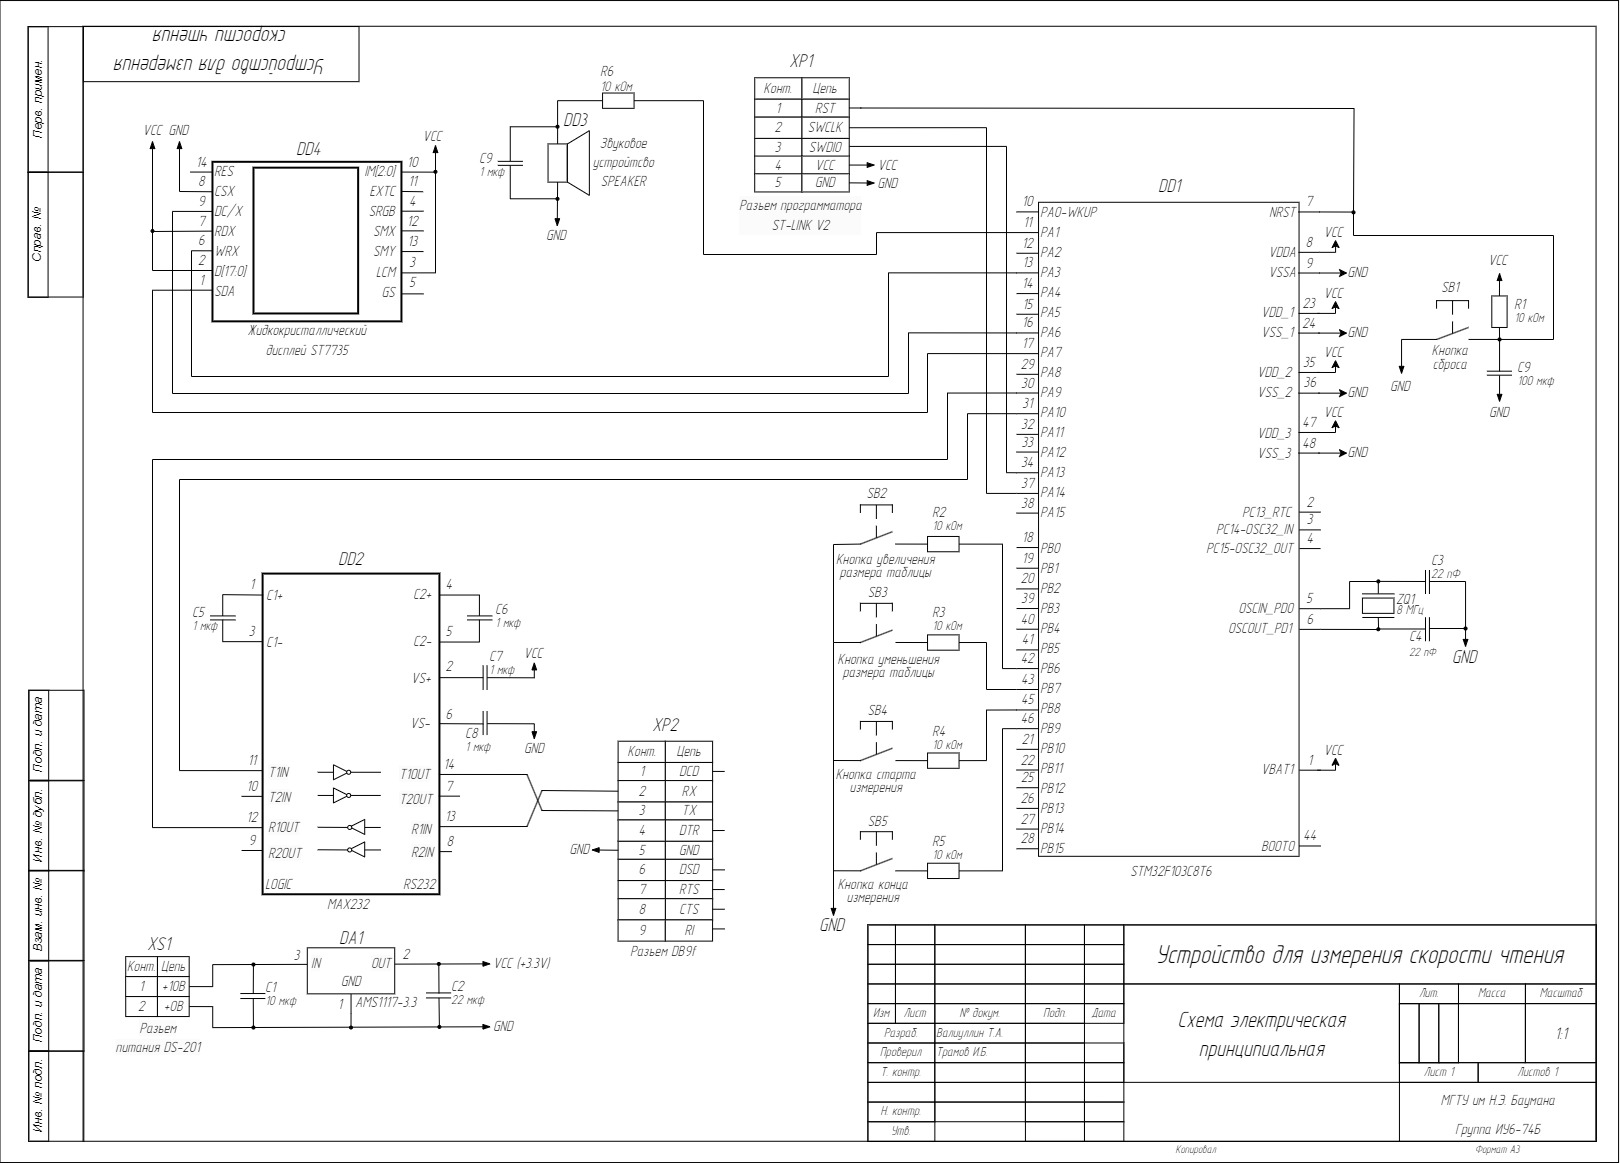 Устройство для измерения
скорости чтения
Перв. примен.
Справ. №
Подп. и дата
Инв. № дубл.
Взам. инв. №
Подп. и дата
Инв. № подп.
VCC GND
DD4
VCC
14 RES
8 CSX
9 DC/X
7 RDX
6 WRX
2 D[17:0]
1 SDA
IM[2:0] 10
EXTC 11
SRGB 4
SMX 12
SMY 13
LCM 3
GS 5
Жидкокристаллический
дисплей ST7735
R6
10 кОм
DD3
C9
1 мкф
Звуковое
устроймтсво
SPEAKER
GND
XP1
Конт. Цепь
1 RST
2 SWCLK
3 SWDIO
4 VCC VCC
5 GND GND
Разъем программатора
ST-LINK V2
DD1
10 PA0-WKUP
11 PA1
12 PA2
13 PA3
14 PA4
15 PA5
16 PA6
17 PA7
29 PA8
30 PA9
31 PA10
32 PA11
33 PA12
34 PA13
37 PA14
38 PA15
18 PB0
19 PB1
20 PB2
39 PB3
40 PB4
41 PB5
42 PB6
43 PB7
45 PB8
46 PB9
21 PB10
22 PB11
25 PB12
26 PB13
27 PB14
28 PB15
NRST 7
VDDA 8 VCC
VSSA 9 GND
VDD_1 23 VCC
VSS_1 24 GND
VDD_2 35 VCC
VSS_2 36 GND
VDD_3 47 VCC
VSS_3 48 GND
PC13_RTC 2
PC14-OSC32_IN 3
PC15-OSC32_OUT 4
OSCIN_PD0 5
OSCOUT_PD1 6
VBAT1 1 VCC
BOOT0 44
STM32F103C8T6
VCC
SB1
R1
10 кОм
Кнопка
сброса
GND
C9
100 мкф
GND
C3
22 пФ
ZQ1
8 МГц
C4
22 пФ
GND
SB2
R2
10 кОм
Кнопка увеличения
размера таблицы
SB3
R3
10 кОм
Кнопка уменьшения
размера таблицы
SB4
R4
10 кОм
Кнопка старта
измерения
SB5
R5
10 кОм
Кнопка конца
измерения
GND
DD2
1 C1+
3 C1-
C5
1 мкф
C2+ 4
C2- 5
C6
1 мкф
VS+ 2
C7
1 мкф
VCC
VS- 6
C8
1 мкф
GND
11 T1IN
10 T2IN
12 R1OUT
9 R2OUT
T1OUT 14
T2OUT 7
R1IN 13
R2IN 8
LOGIC RS232
MAX232
XP2
Конт. Цепь
1 DCD
2 RX
3 TX
4 DTR
GND 5 GND
6 DSD
7 RTS
8 CTS
9 RI
Разъем DB9f
XS1
Конт. Цепь
1 +10В
2 +0В
Разъем
питания DS-201
C1
10 мкф
DA1
3 IN OUT 2
GND
1 AMS1117-3.3
C2
22 мкф
VCC (+3.3V)
GND
Устройство для измерения скорости чтения
Схема электрическая
принципиальная
Лит. Масса Масштаб
1:1
Лист 1 Листов 1
МГТУ им Н.Э. Баумана
Группа ИУ6-74Б
Изм Лист № докум. Подп. Дата
Разраб. Валиуллин Т.А.
Проверил Трамов И.Б.
Т. контр.
Н. контр.
Утв.
Копировал Формат А3